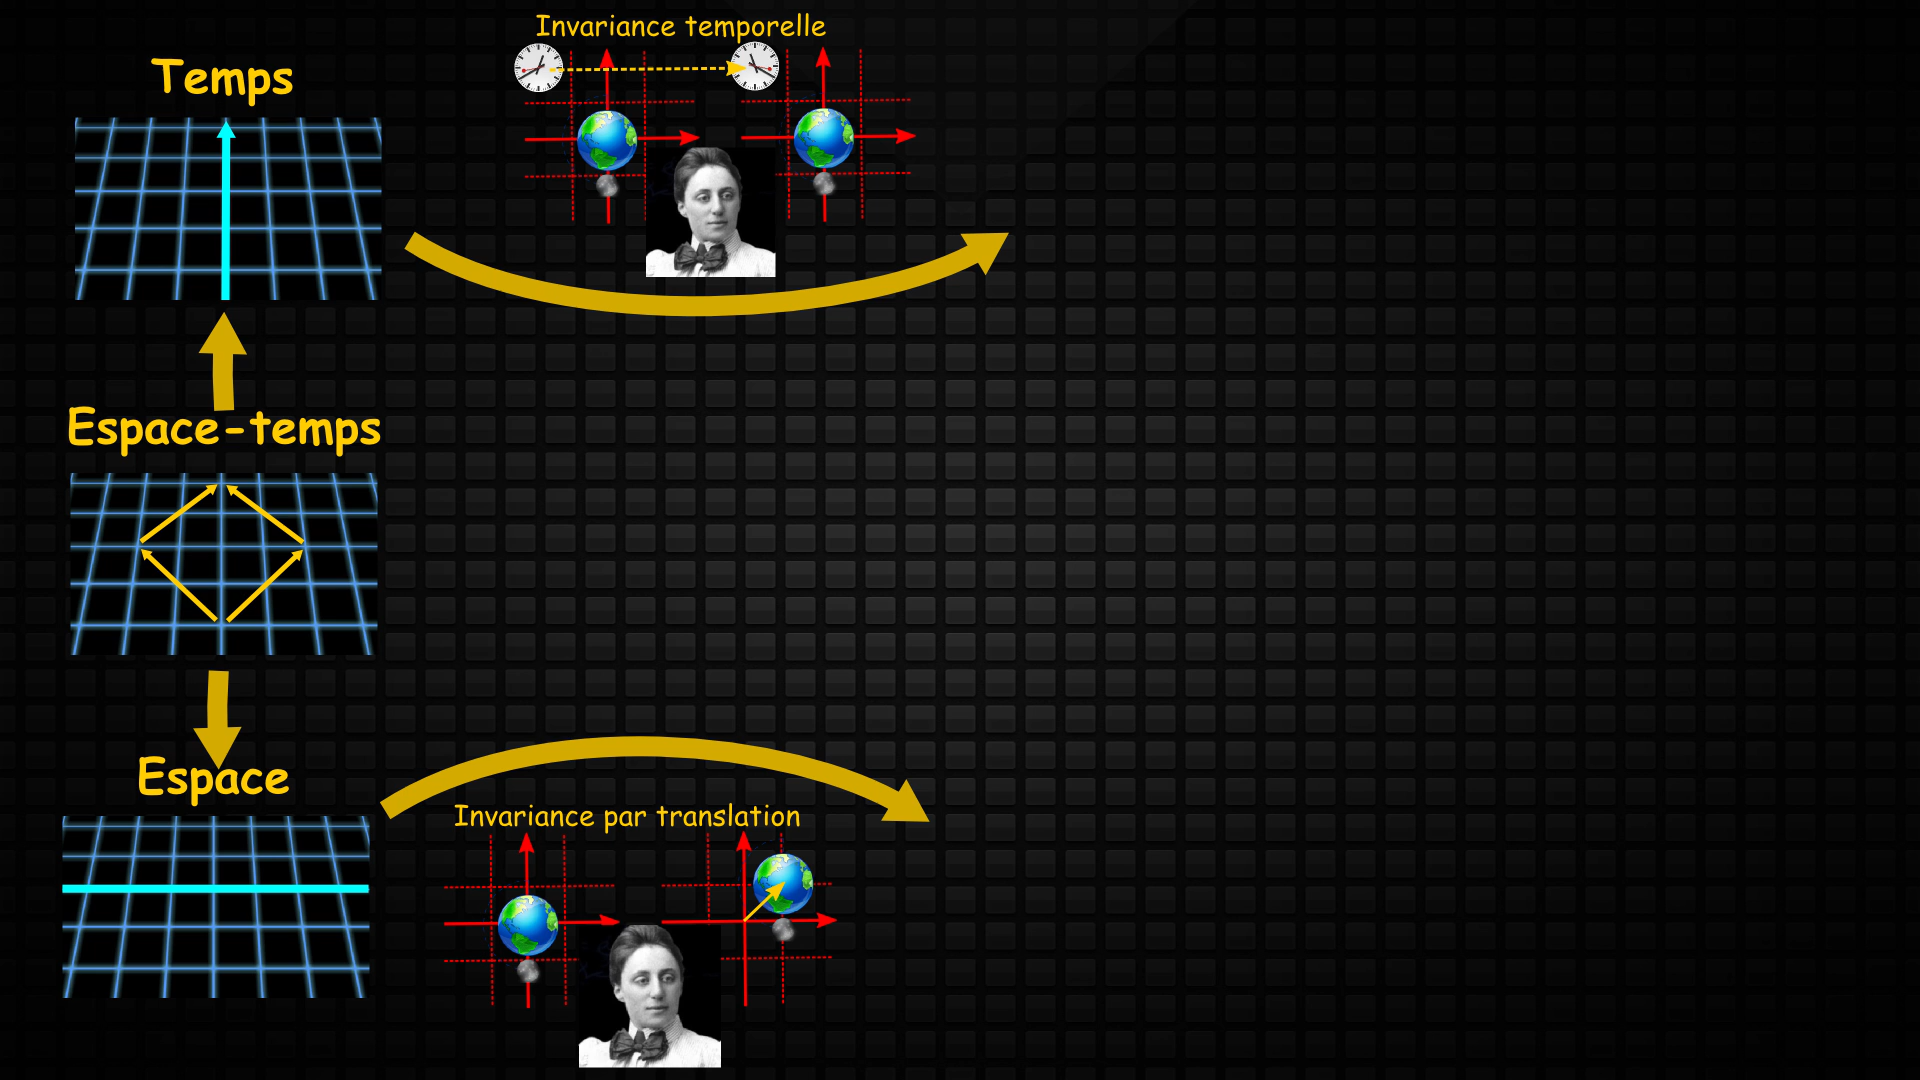 Invariance temporelle
Temps
Espace-temps
Espace
Invariance par translation